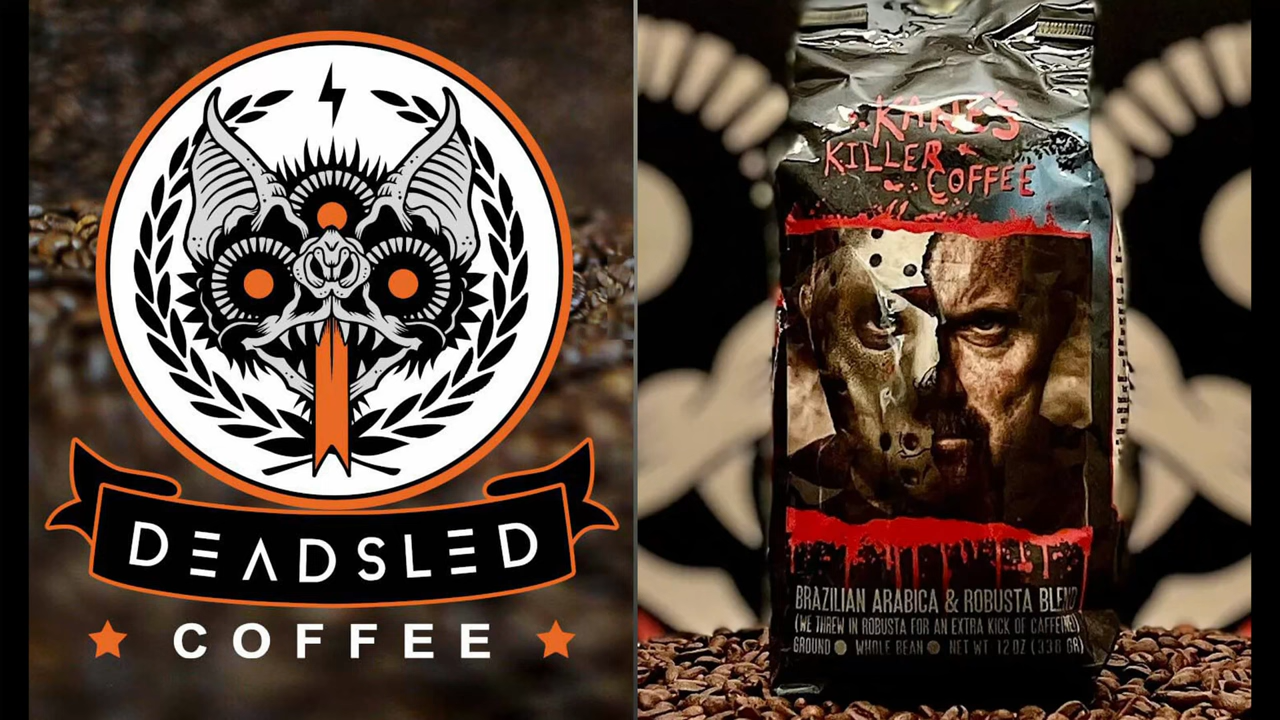 DEADSLED
COFFEE
KANE'S
KILLER
COFFEE
BRAZILIAN ARABICA & ROBUSTA BLEND
(WE THREW IN ROBUSTA FOR AN EXTRA KICK OF CAFFEINE!)
GROUND WHOLE BEAN NET WT 12 OZ (338 GR)